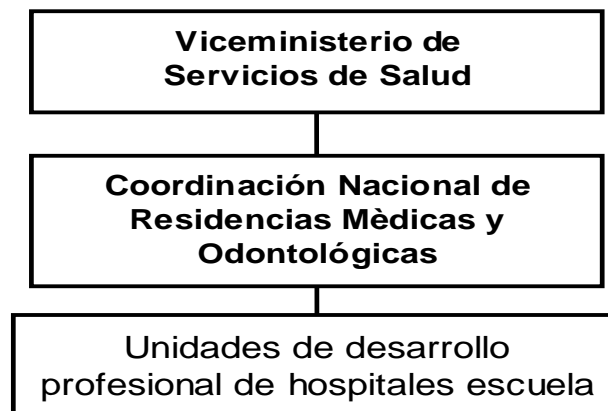 Viceministerio de
Servicios de Salud
Coordinación Nacional de
Residencias Mèdicas y
Odontológicas
Unidades de desarrollo
profesional de hospitales escuela